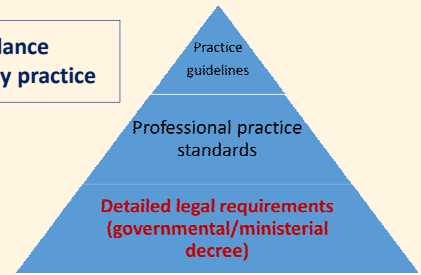 lance
y practice
Practice
guidelines
Professional practice
standards
Detailed legal requirements
(governmental/ministerial
decree)